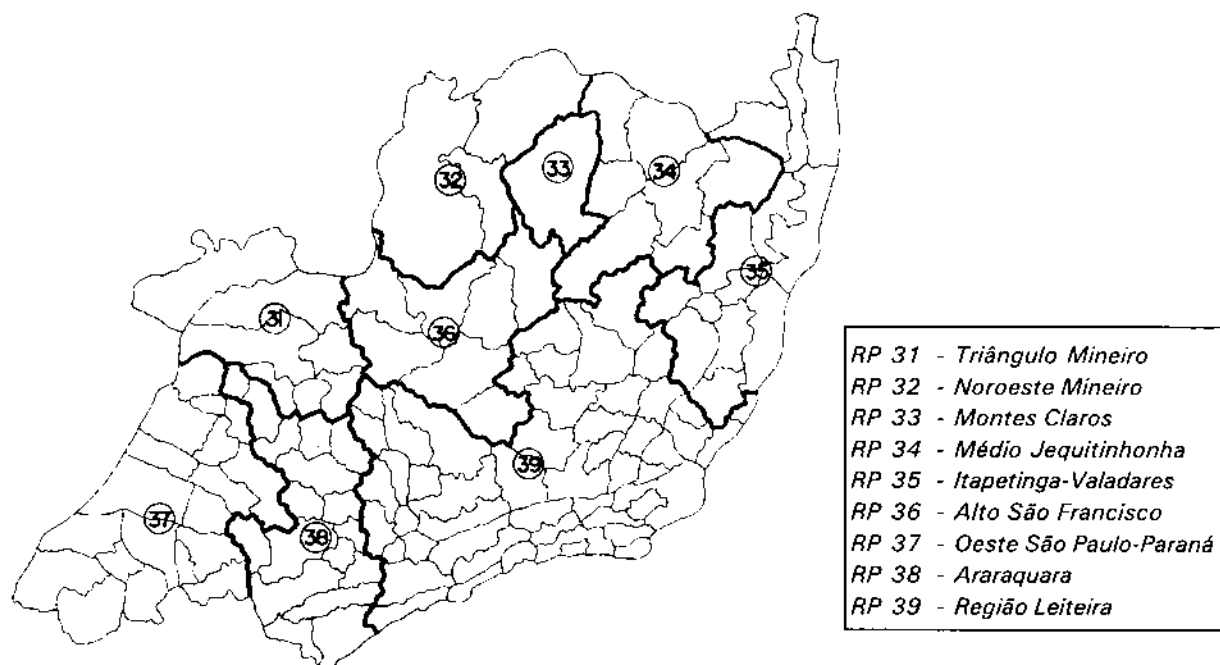 32
33
34
35
31
36
39
37
38
RP 31 - Triângulo Mineiro
RP 32 - Noroeste Mineiro
RP 33 - Montes Claros
RP 34 - Médio Jequitinhonha
RP 35 - Itapetinga-Valadares
RP 36 - Alto São Francisco
RP 37 - Oeste São Paulo-Paraná
RP 38 - Araraquara
RP 39 - Região Leiteira